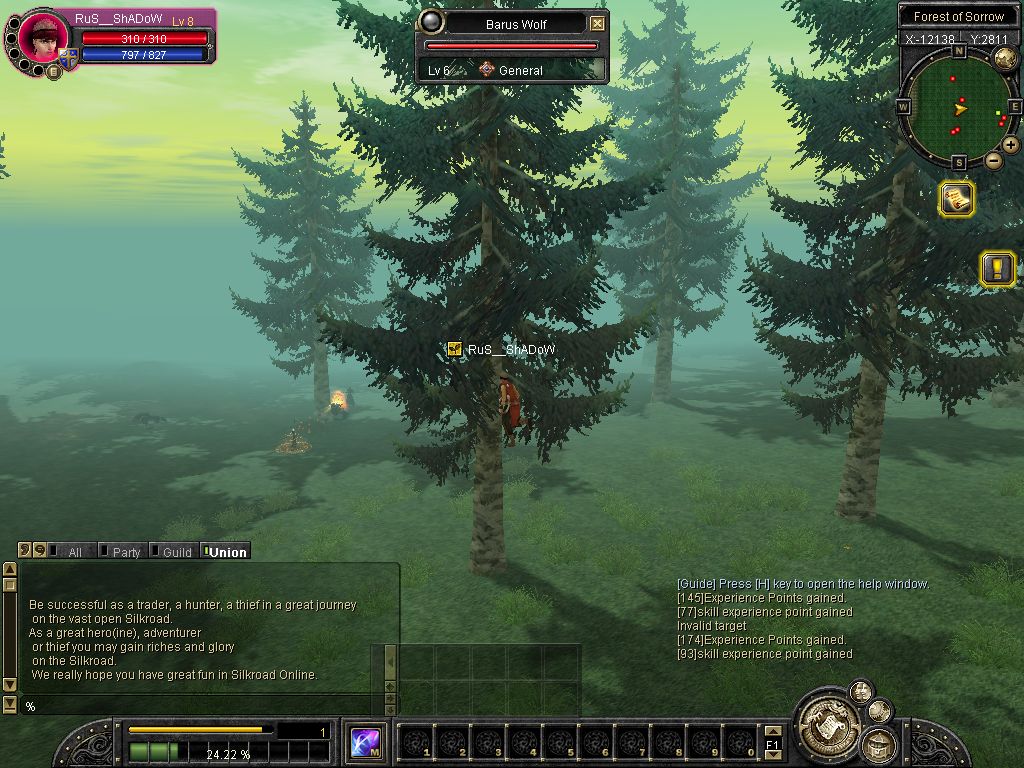 RuS__ShADoW Lv 8
310 / 310
797 / 827
E
Barus Wolf
Lv 6 General
Forest of Sorrow
X:-12138 Y:2811
N
W E
S
RuS__ShADoW
All Party Guild Union
Be successful as a trader, a hunter, a thief in a great journey
on the vast open Silkroad.
As a great hero(ine), adventurer
or thief you may gain riches and glory
on the Silkroad.
We really hope you have great fun in Silkroad Online.
%
[Guide] Press [H] key to open the help window.
[145]Experience Points gained.
[77]skill experience point gained
Invalid target
[174]Experience Points gained.
[93]skill experience point gained
1
24.22 %
M
1 2 3 4 5 6 7 8 9 0
F1